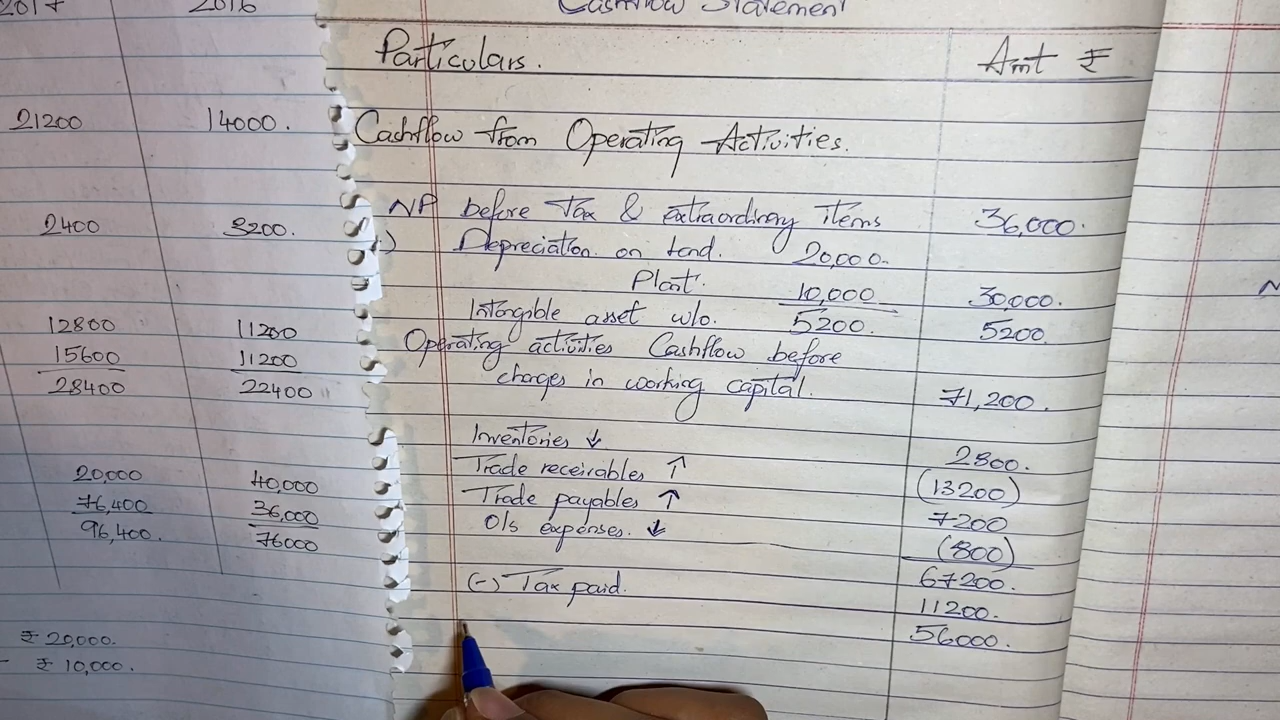 2017 2016
Cashflow Statement
Particulars. Amt ₹
21200 14000.
Cashflow from Operating Activities.
NP before Tax & extraordinary items 36,000.
2400 3200.
Depreciation on land. 20,000.
Plant. 10,000 30,000.
Intangible asset w/o. 5200. 5200
12800 11200
15600 11200
28400 22400
Operating activities Cashflow before
changes in working capital. 71,200.
Inventories ↓ 2800.
Trade receivables ↑ (13200)
Trade payables ↑ 7200
O/s expenses. ↓ (800)
20,000 40,000
76,400 36,000
96,400. 76000
67200.
(-) Tax paid. 11200.
56000.
₹ 20,000.
- ₹ 10,000.